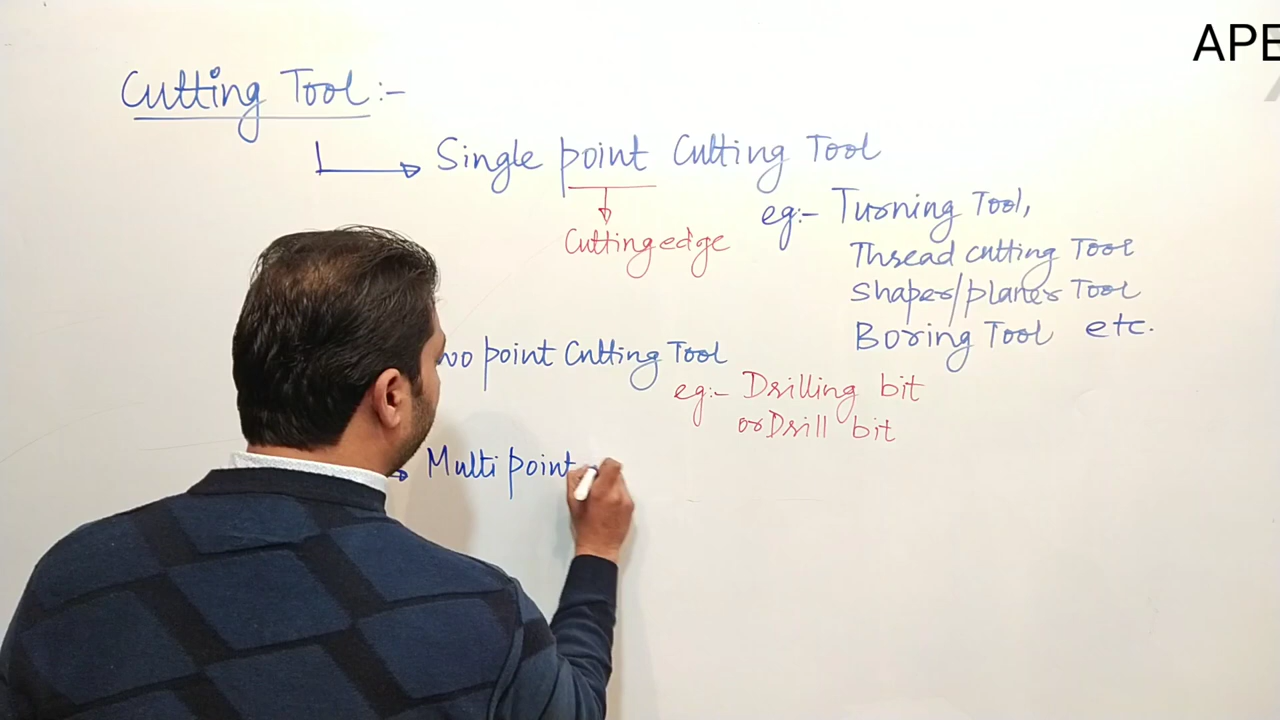 APE
Cutting Tool :-
Single point Cutting Tool
Cutting edge
eg:- Turning Tool,
Thread cutting Tool
Shaper/planer Tool
Boring Tool etc.
wo point Cutting Tool
eg:- Drilling bit
or Drill bit
Multi point